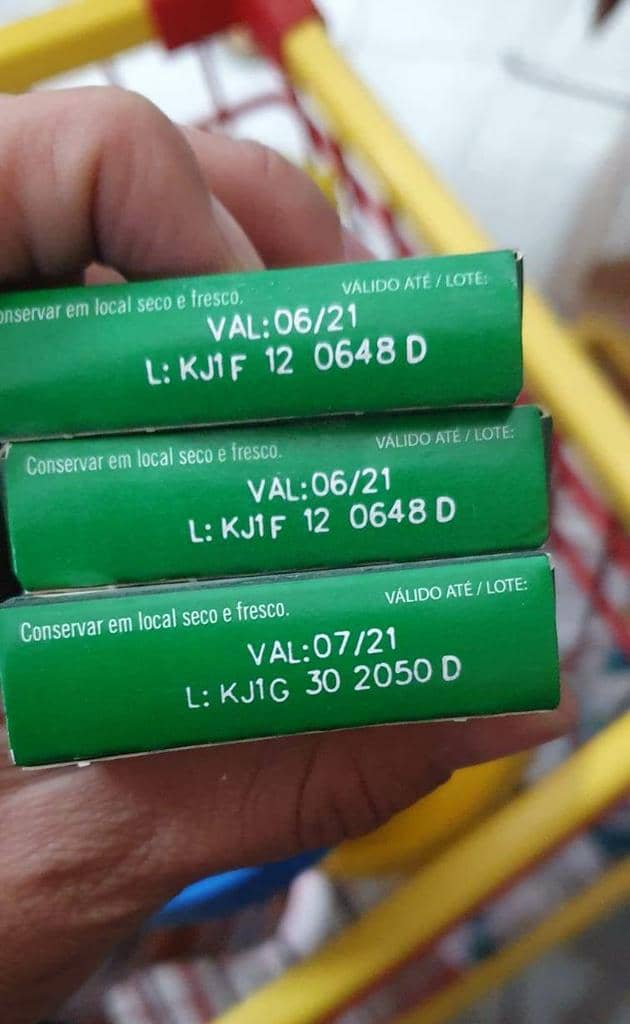 onservar em local seco e fresco.
VÁLIDO ATÉ / LOTE:
VAL:06/21
L: KJ1F 12 0648 D
Conservar em local seco e fresco.
VÁLIDO ATÉ / LOTE:
VAL:06/21
L: KJ1F 12 0648 D
Conservar em local seco e fresco.
VÁLIDO ATÉ / LOTE:
VAL:07/21
L: KJ1G 30 2050 D